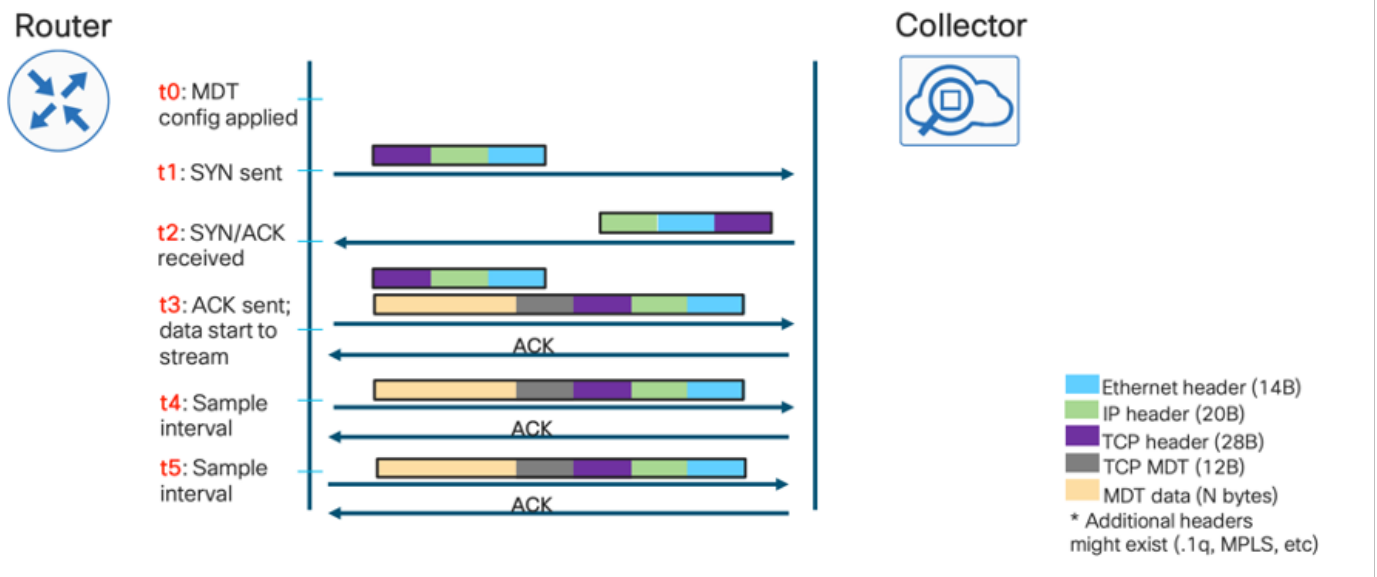 Router
Collector
t0: MDT
config applied
t1: SYN sent
t2: SYN/ACK
received
t3: ACK sent;
data start to
stream
ACK
t4: Sample
interval
ACK
t5: Sample
interval
ACK
Ethernet header (14B)
IP header (20B)
TCP header (28B)
TCP MDT (12B)
MDT data (N bytes)
* Additional headers
might exist (.1q, MPLS, etc)